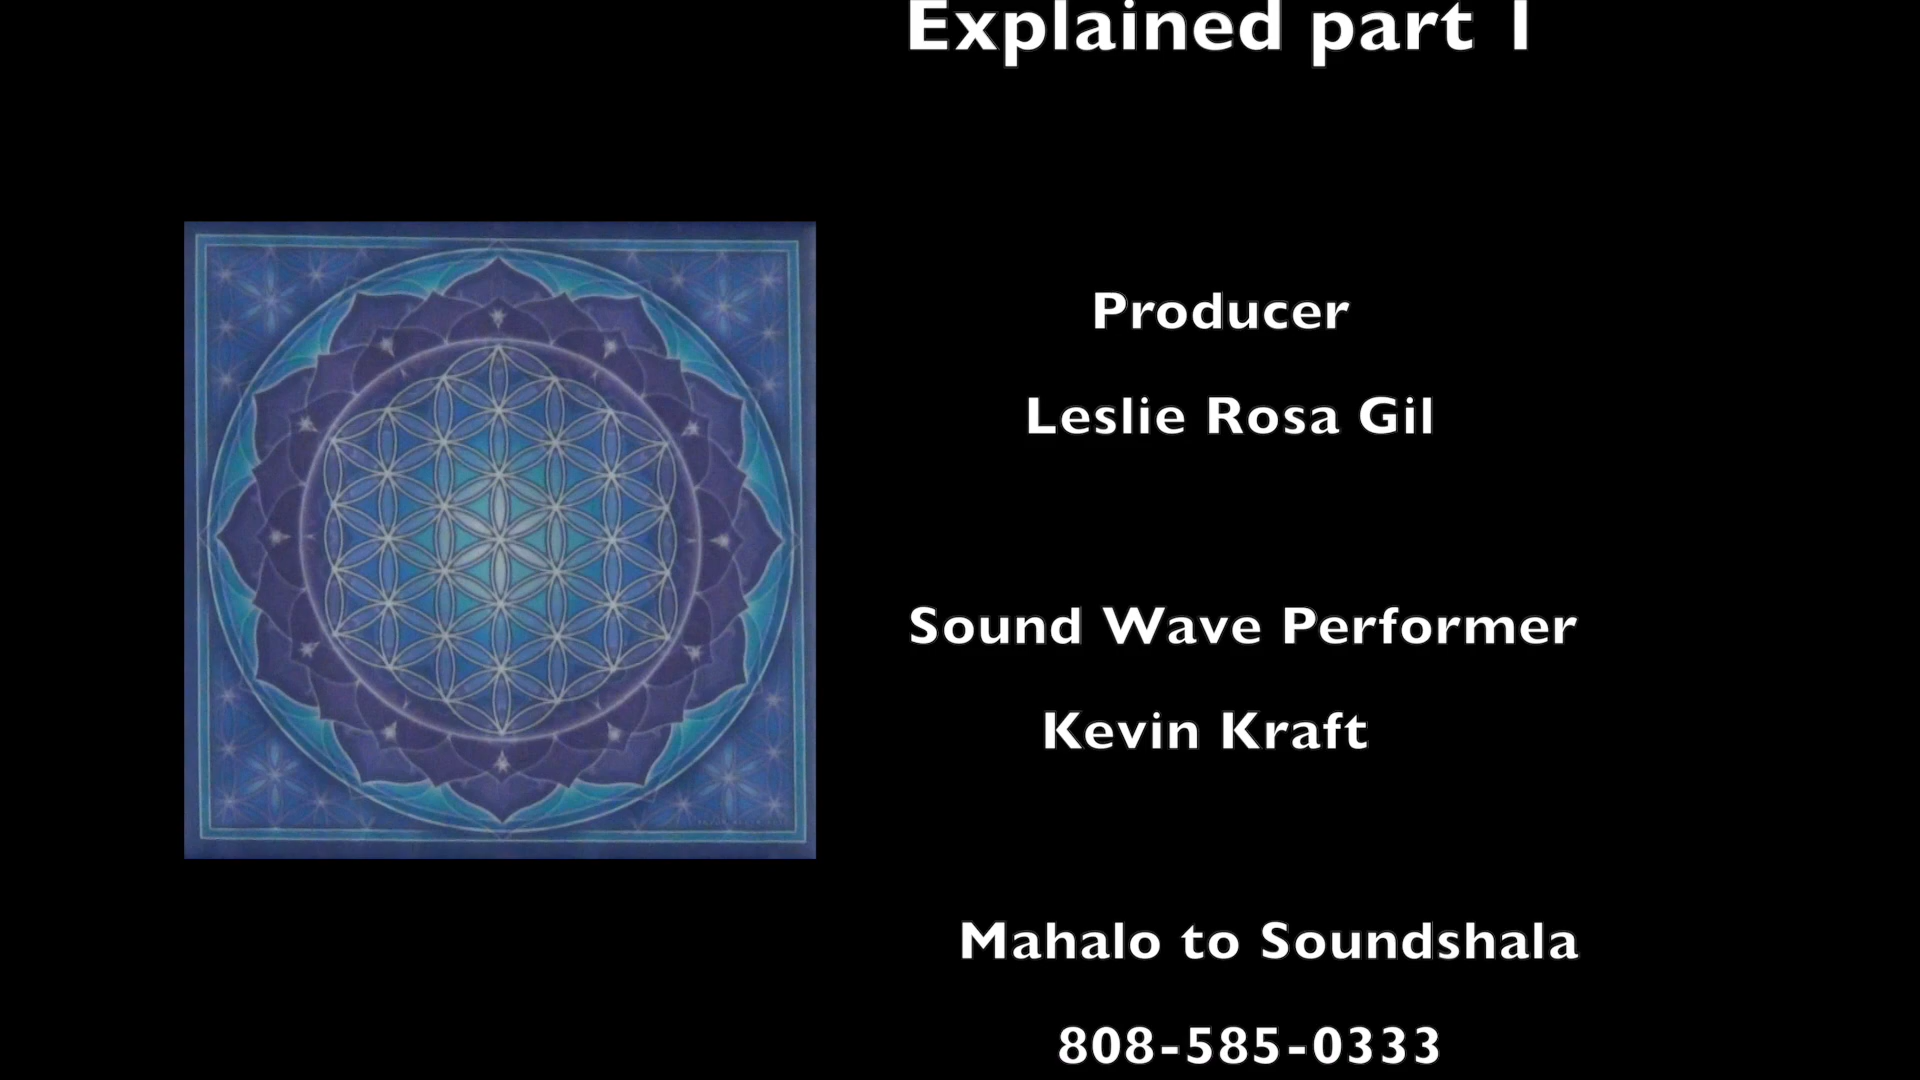 Explained part 1
Producer
Leslie Rosa Gil
Sound Wave Performer
Kevin Kraft
Mahalo to Soundshala
808-585-0333